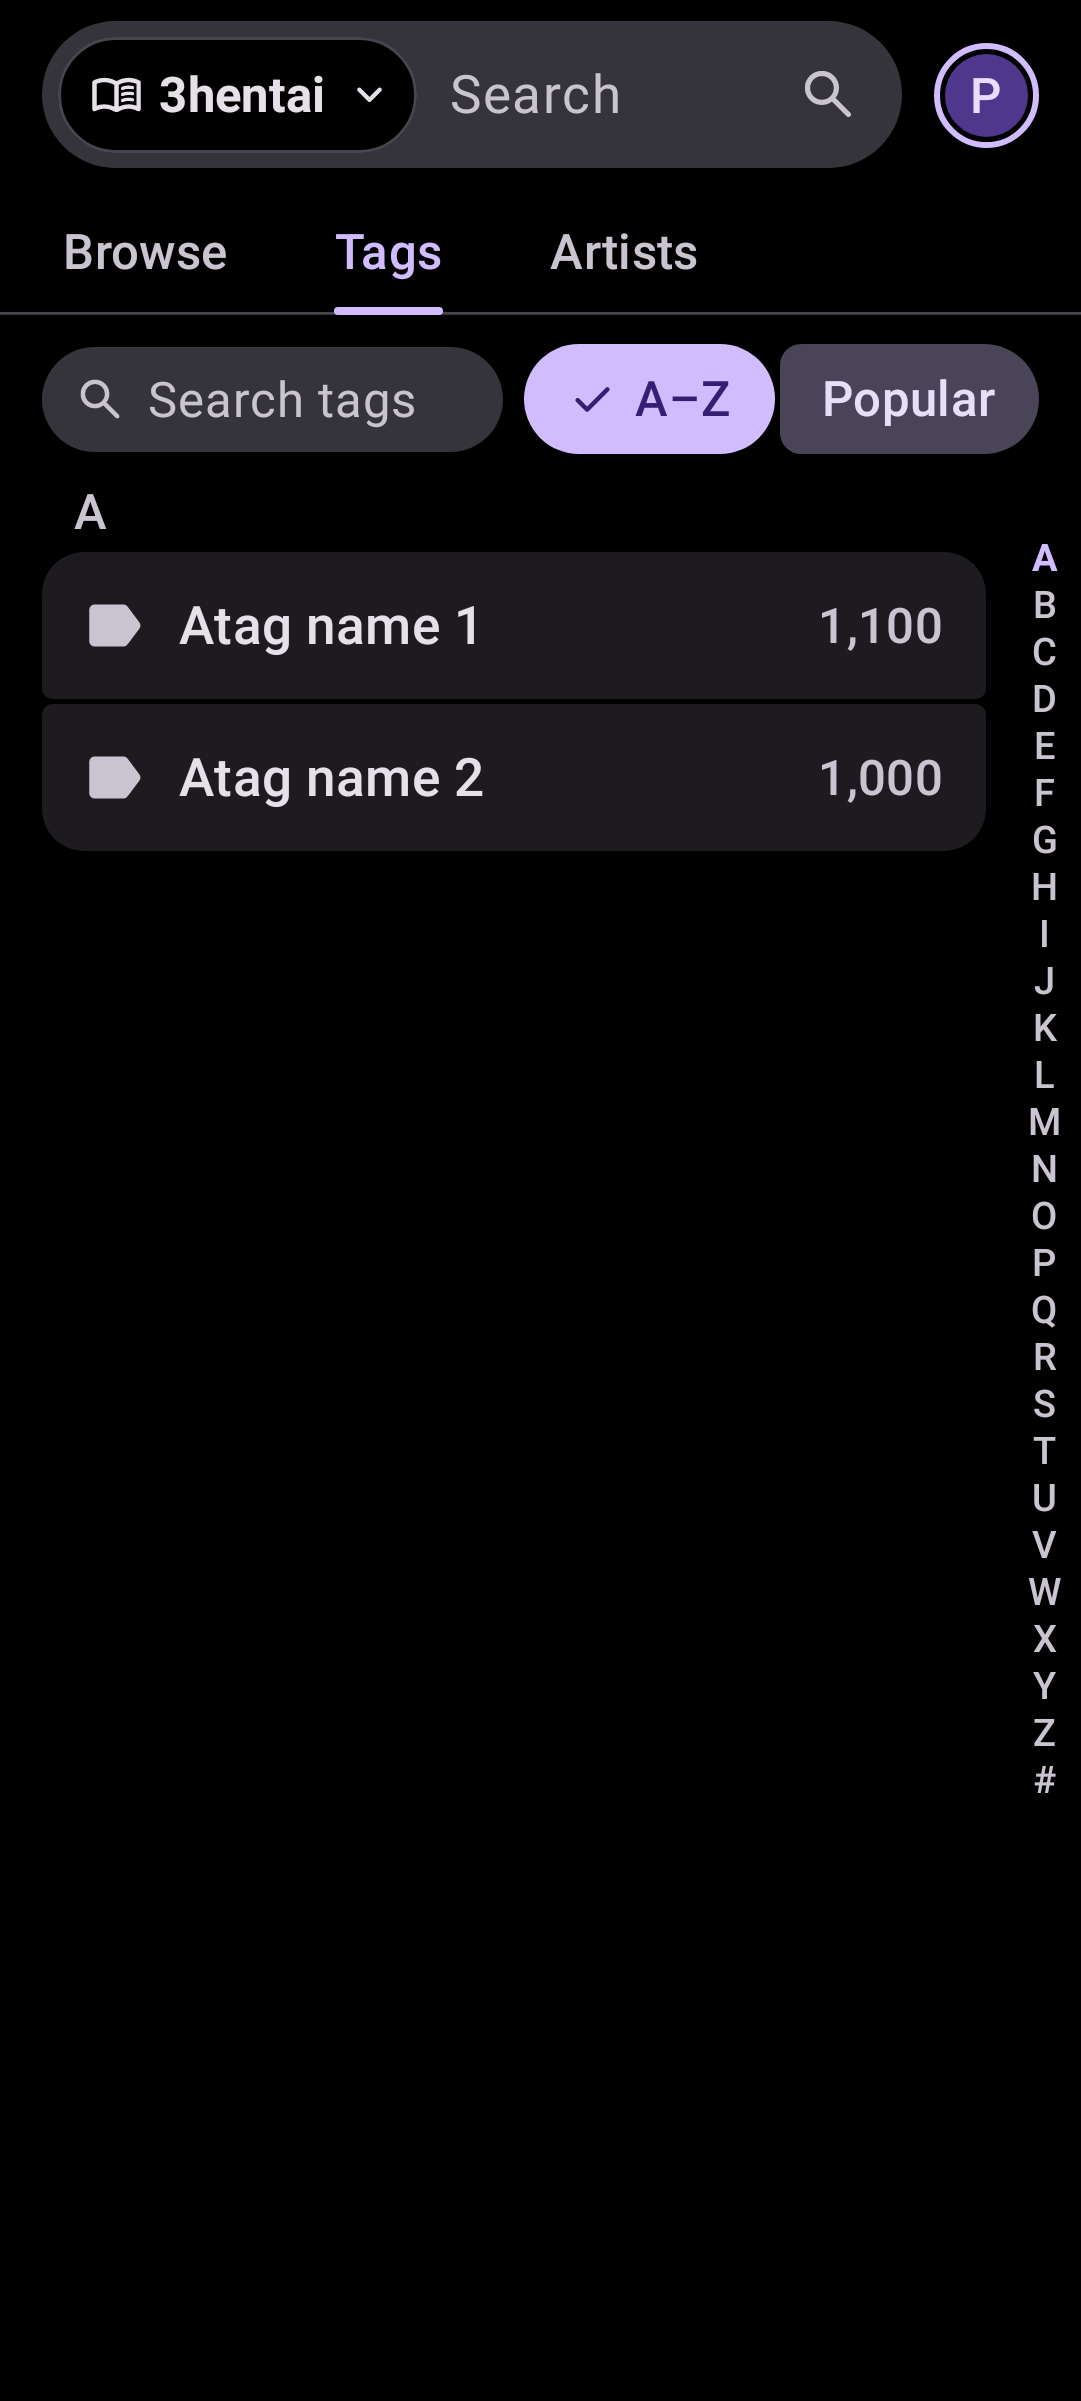 3hentai
Search
P
Browse
Tags
Artists
Search tags
A–Z
Popular
A
Atag name 1
1,100
Atag name 2
1,000
A
B
C
D
E
F
G
H
I
J
K
L
M
N
O
P
Q
R
S
T
U
V
W
X
Y
Z
#